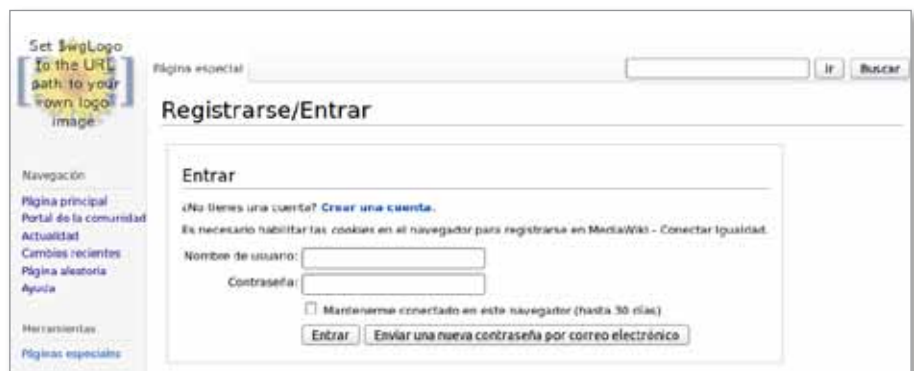 Set $wgLogo
to the URL
path to your
own logo
image
Página especial
Ir
Buscar
Registrarse/Entrar
Navegación
Página principal
Portal de la comunidad
Actualidad
Cambios recientes
Página aleatoria
Ayuda
Herramientas
Páginas especiales
Entrar
¿No tienes una cuenta? Crear una cuenta.
Es necesario habilitar las cookies en el navegador para registrarse en MediaWiki - Conectar Igualdad.
Nombre de usuario:
Contraseña:
Mantenerme conectado en este navegador (hasta 30 días)
Entrar
Enviar una nueva contraseña por correo electrónico